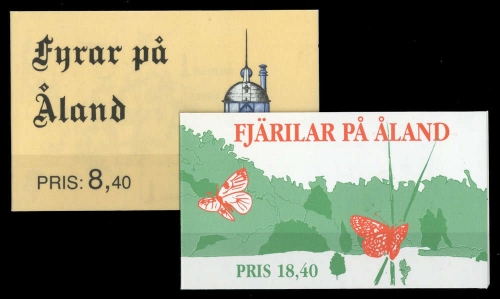 Fyrar på
Åland
PRIS: 8,40
FJÄRILAR PÅ ÅLAND
PRIS 18,40